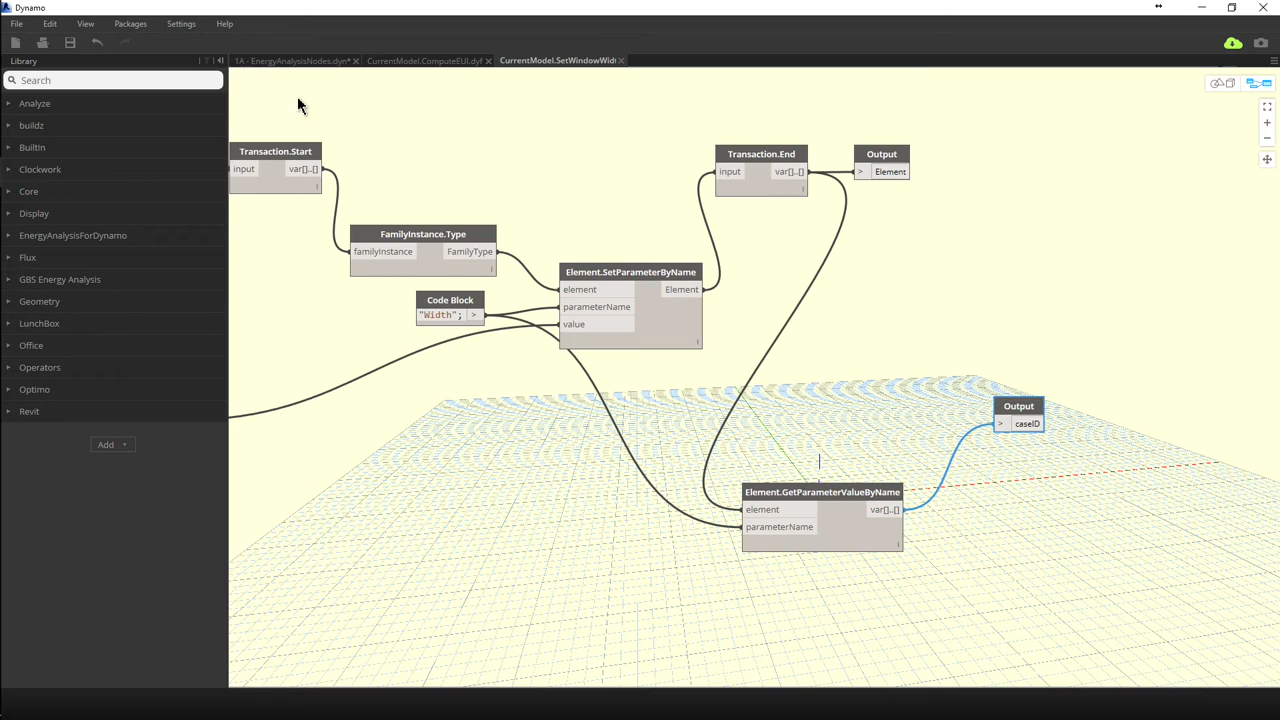 Dynamo
File Edit View Packages Settings Help
Library
1A - EnergyAnalysisNodes.dyn* CurrentModel.ComputeEUI.dyf CurrentModel.SetWindowWid
Search
Analyze
buildz
BuiltIn
Clockwork
Core
Display
EnergyAnalysisForDynamo
Flux
GBS Energy Analysis
Geometry
LunchBox
Office
Operators
Optimo
Revit
Add
Transaction.Start
input var[]..[]
FamilyInstance.Type
familyInstance FamilyType
Code Block
"Width"; >
Element.SetParameterByName
element Element
parameterName
value
Transaction.End
input var[]..[]
Output
> Element
Output
> caseID
Element.GetParameterValueByName
element var[]..[]
parameterName